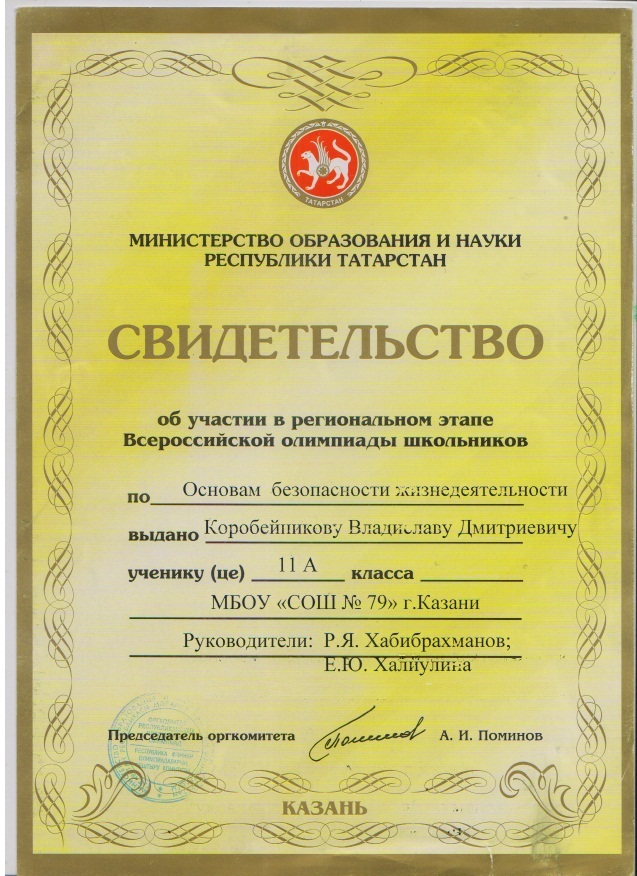 ТАТАРСТАН
МИНИСТЕРСТВО ОБРАЗОВАНИЯ И НАУКИ
РЕСПУБЛИКИ ТАТАРСТАН
СВИДЕТЕЛЬСТВО
об участии в региональном этапе
Всероссийской олимпиады школьников
по Основам безопасности жизнедеятельности
выдано Коробейникову Владиславу Дмитриевичу
ученику (це) 11 А класса
МБОУ «СОШ № 79» г.Казани
Руководители: Р.Я. Хабибрахманов;
Е.Ю. Халиулина
Председатель оргкомитета А. И. Поминов
КАЗАНЬ